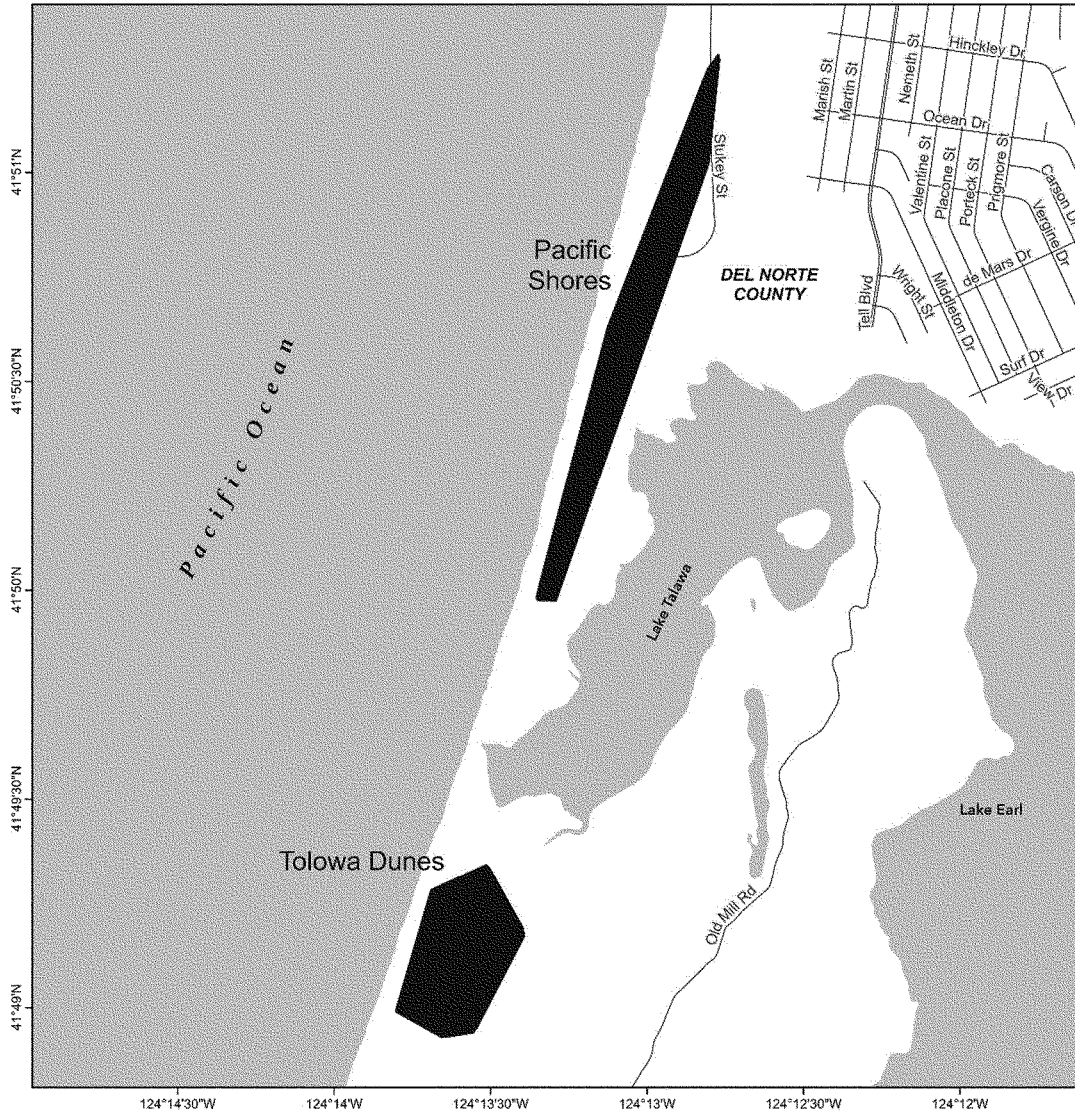 Hinckley Dr
Marish St
Martin St
Nemeth St
Ocean Dr
Stukey St
Valentine St
Placone St
Porteck St
Prigmore St
Carson Dr
Vergine Dr
41°51'N
Pacific
Shores
DEL NORTE
COUNTY
de Mars Dr
Wright St
Middleton Dr
Tell Blvd
Surf Dr
View Dr
41°50'30"N
Pacific Ocean
41°50'N
Lake Talawa
41°49'30"N
Lake Earl
Tolowa Dunes
Old Mill Rd
41°49'N
124°14'30"W
124°14'W
124°13'30"W
124°13'W
124°12'30"W
124°12'W